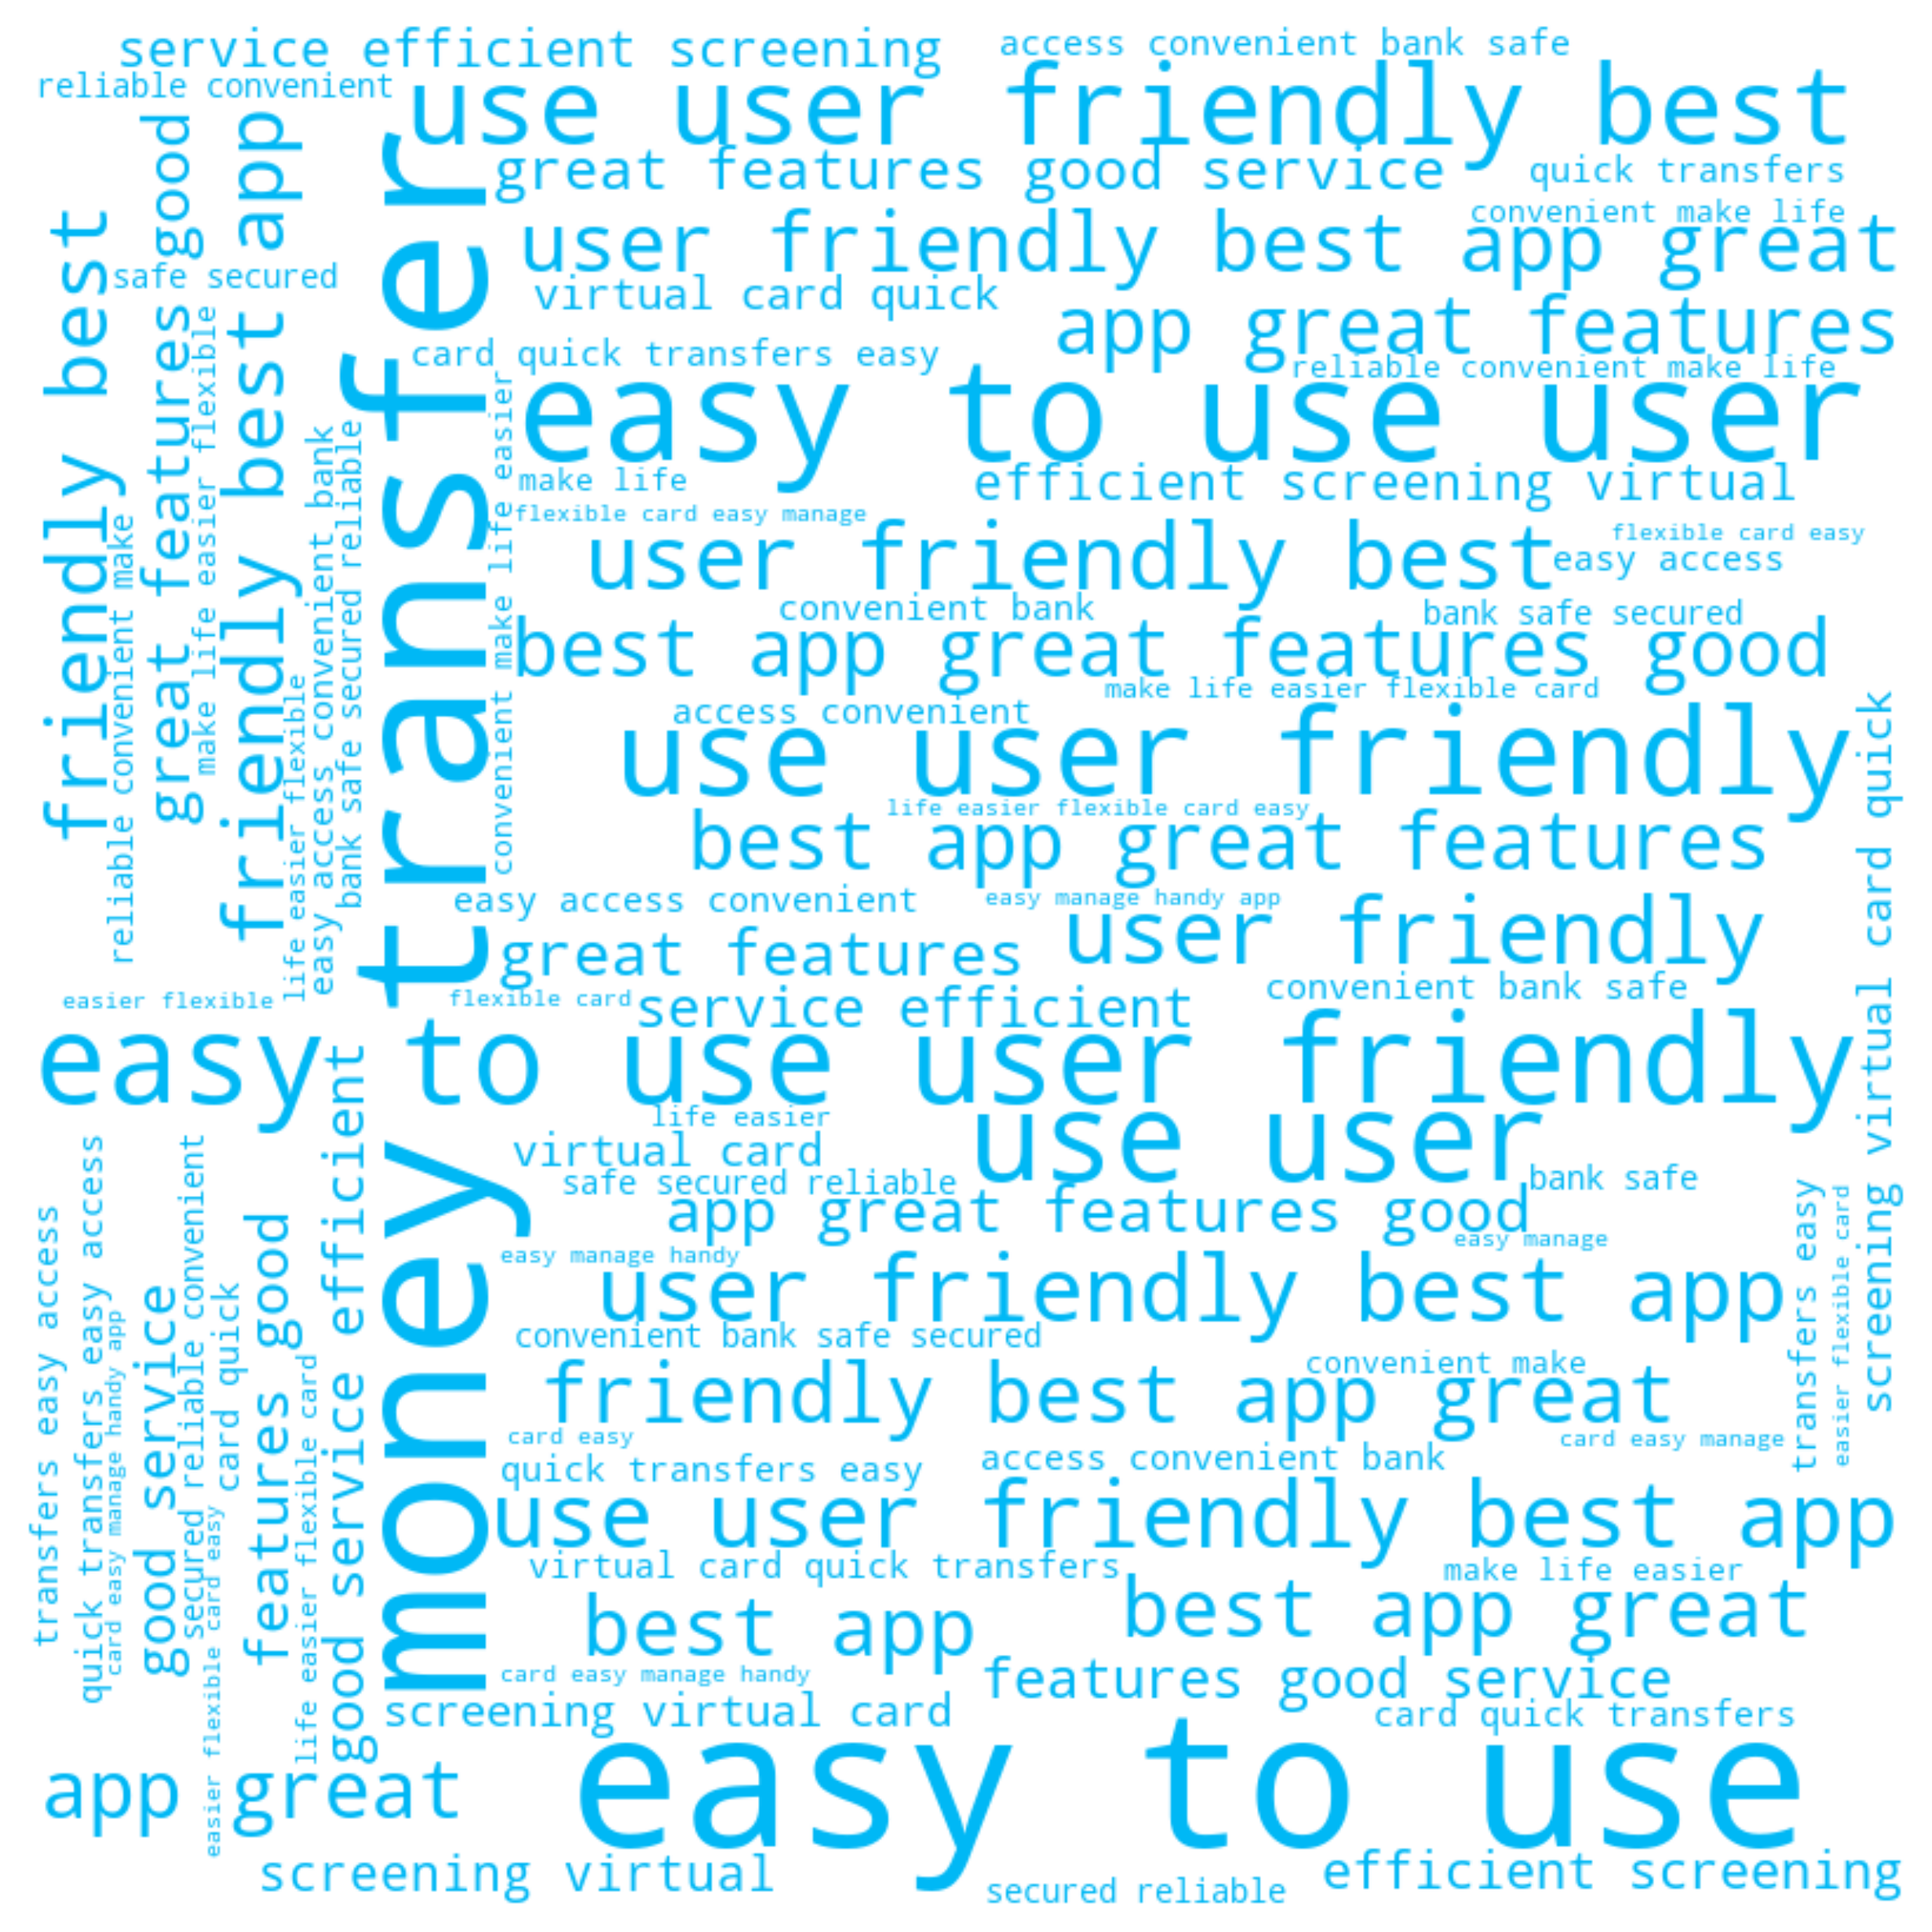 service efficient screening
access convenient bank safe
reliable convenient
use user friendly best
great features good service
quick transfers
convenient make life
user friendly best app great
safe secured
virtual card quick
app great features
card quick transfers easy
reliable convenient make life
easy to use user
make life
efficient screening virtual
flexible card easy manage
flexible card easy
user friendly best
easy access
convenient bank
bank safe secured
best app great features good
make life easier flexible card
access convenient
use user friendly
life easier flexible card easy
best app great features
easy access convenient
easy manage handy app
user friendly
great features
convenient bank safe
easier flexible
flexible card
service efficient
easy to use user friendly
life easier
use user
virtual card
safe secured reliable
bank safe
app great features good
easy manage
easy manage handy
user friendly best app
convenient bank safe secured
convenient make
friendly best app great
card easy
card easy manage
quick transfers easy
access convenient bank
use user friendly best app
virtual card quick transfers
make life easier
best app
best app great
card easy manage handy
features good service
screening virtual card
card quick transfers
easy to use
app great
screening virtual
secured reliable
efficient screening
friendly best
reliable convenient make
great features good
make life easier flexible
friendly best app
life easier flexible
easy access convenient bank
bank safe secured reliable
money transfer
convenient make life easier
screening virtual card quick
transfers easy access
quick transfers easy access
card easy manage handy app
good service
secured reliable convenient
easier flexible card easy
card quick
features good
life easier flexible card
good service efficient
transfers easy
easier flexible card